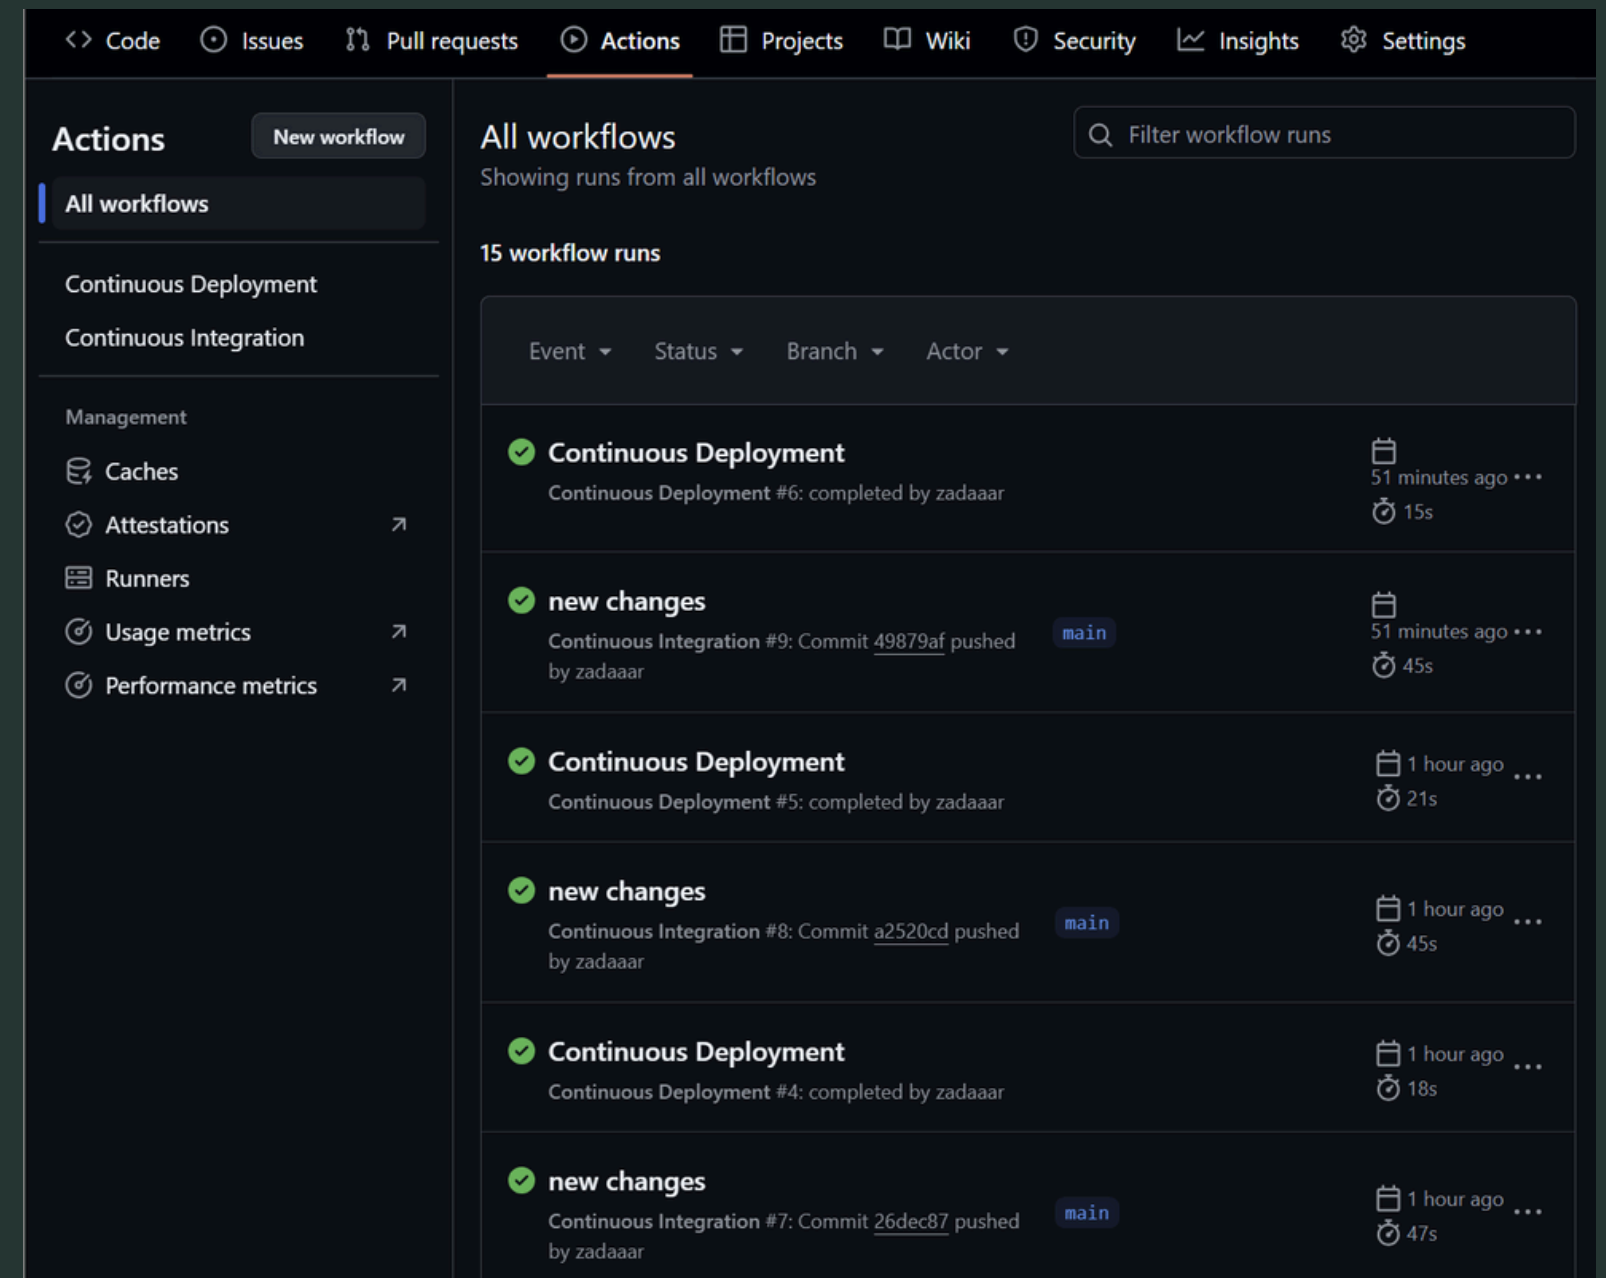 Code Issues Pull requests Actions Projects Wiki Security Insights Settings
Actions
New workflow
All workflows
Continuous Deployment
Continuous Integration
Management
Caches
Attestations
Runners
Usage metrics
Performance metrics
All workflows
Showing runs from all workflows
Filter workflow runs
15 workflow runs
Event Status Branch Actor
Continuous Deployment
Continuous Deployment #6: completed by zadaaar
51 minutes ago
15s
new changes
Continuous Integration #9: Commit 49879af pushed
by zadaaar
main
51 minutes ago
45s
Continuous Deployment
Continuous Deployment #5: completed by zadaaar
1 hour ago
21s
new changes
Continuous Integration #8: Commit a2520cd pushed
by zadaaar
main
1 hour ago
45s
Continuous Deployment
Continuous Deployment #4: completed by zadaaar
1 hour ago
18s
new changes
Continuous Integration #7: Commit 26dec87 pushed
by zadaaar
main
1 hour ago
47s